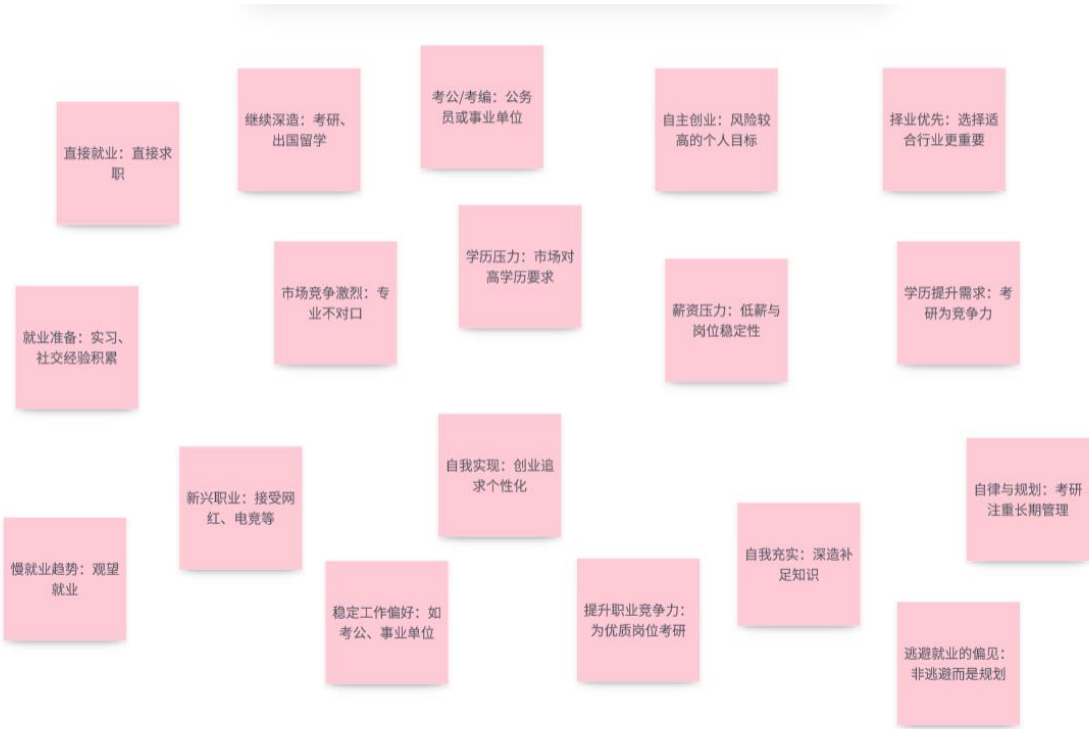 直接就业：直接求
职
继续深造：考研、
出国留学
考公/考编：公务
员或事业单位
自主创业：风险较
高的个人目标
择业优先：选择适
合行业更重要
就业准备：实习、
社交经验积累
市场竞争激烈：专
业不对口
学历压力：市场对
高学历要求
薪资压力：低薪与
岗位稳定性
学历提升需求：考
研为竞争力
慢就业趋势：观望
就业
新兴职业：接受网
红、电竞等
稳定工作偏好：如
考公、事业单位
自我实现：创业追
求个性化
提升职业竞争力：
为优质岗位考研
自我充实：深造补
足知识
自律与规划：考研
注重长期管理
逃避就业的偏见：
非逃避而是规划